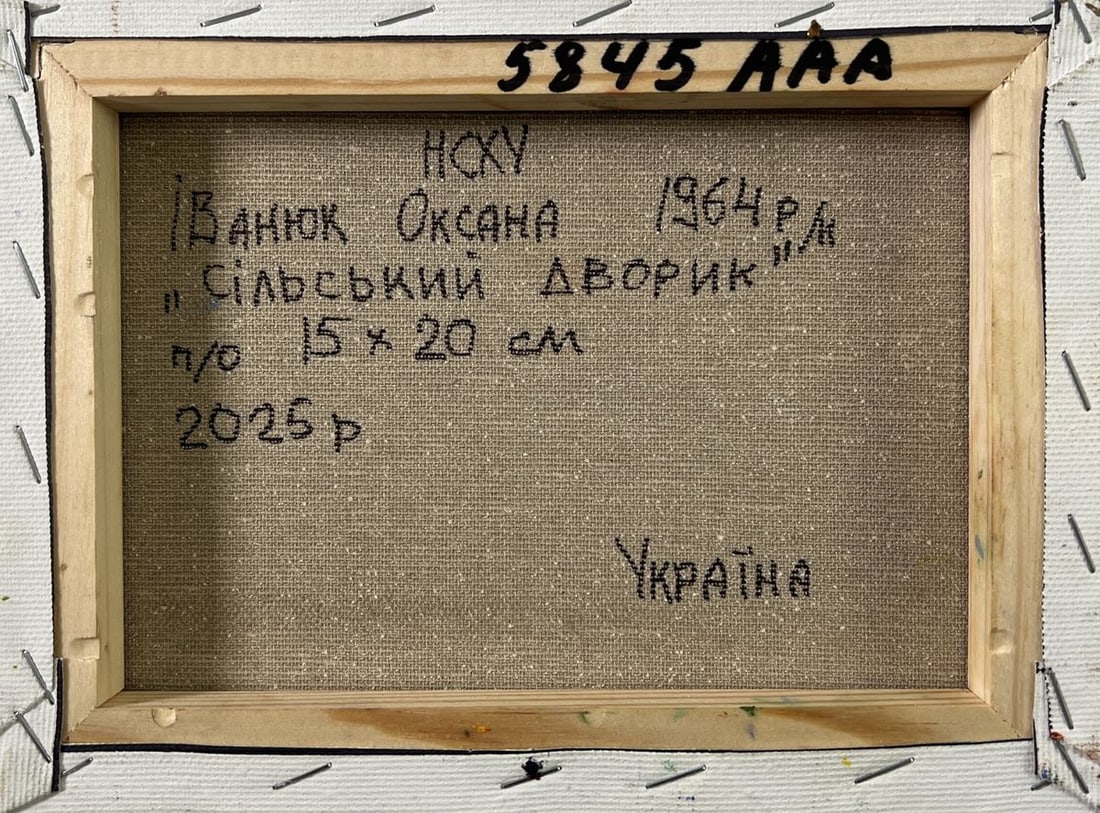 5845 AAA
НСХУ
Іванюк Оксана 1964 р/н
„Сільський дворик"
п/о 15 x 20 см
2025 р
Україна